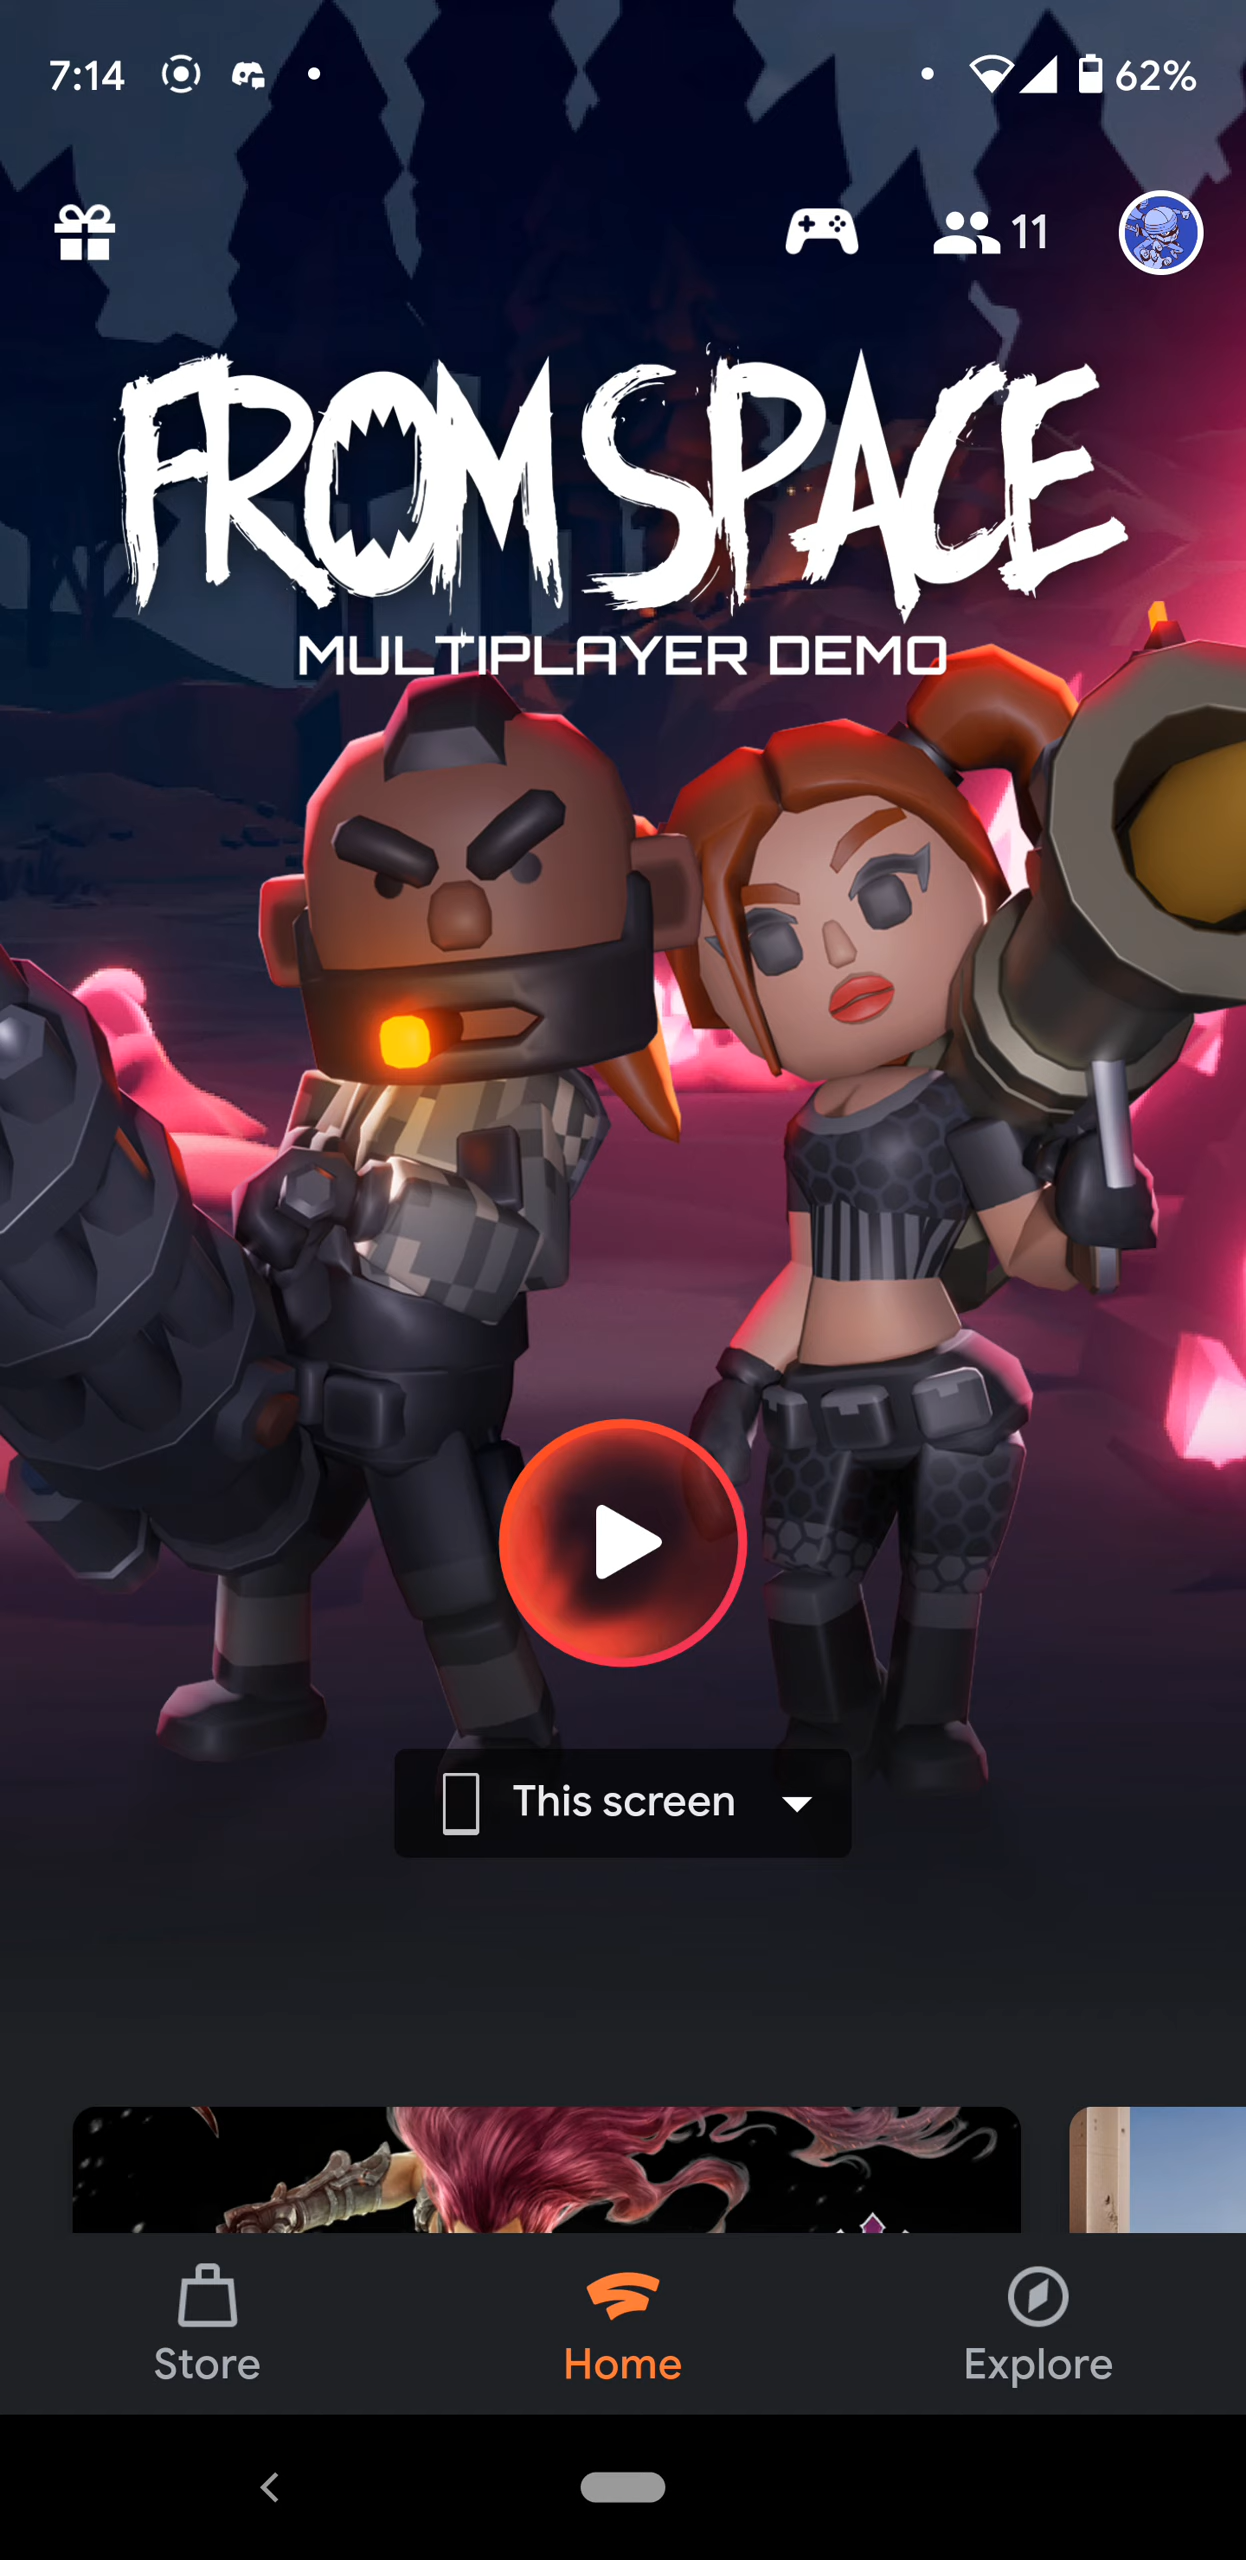 7:14
62%
11
FROM SPACE
MULTIPLAYER DEMO
This screen
Store
Home
Explore